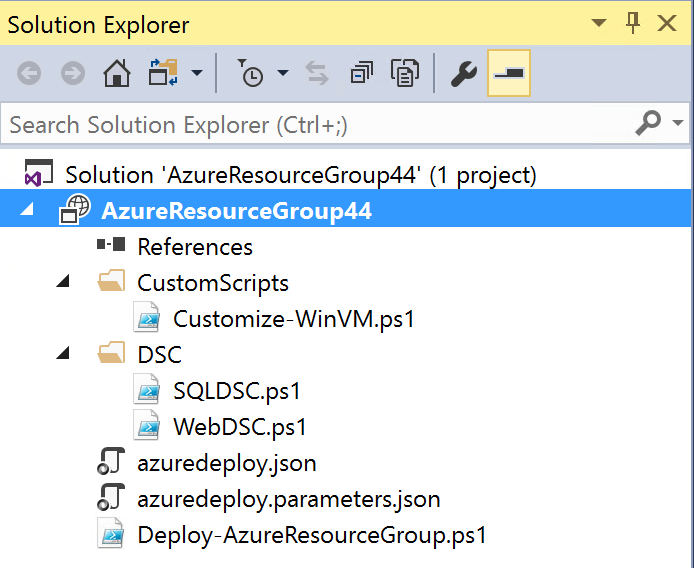 Solution Explorer
Search Solution Explorer (Ctrl+;)
Solution 'AzureResourceGroup44' (1 project)
AzureResourceGroup44
References
CustomScripts
Customize-WinVM.ps1
DSC
SQLDSC.ps1
WebDSC.ps1
azuredeploy.json
azuredeploy.parameters.json
Deploy-AzureResourceGroup.ps1